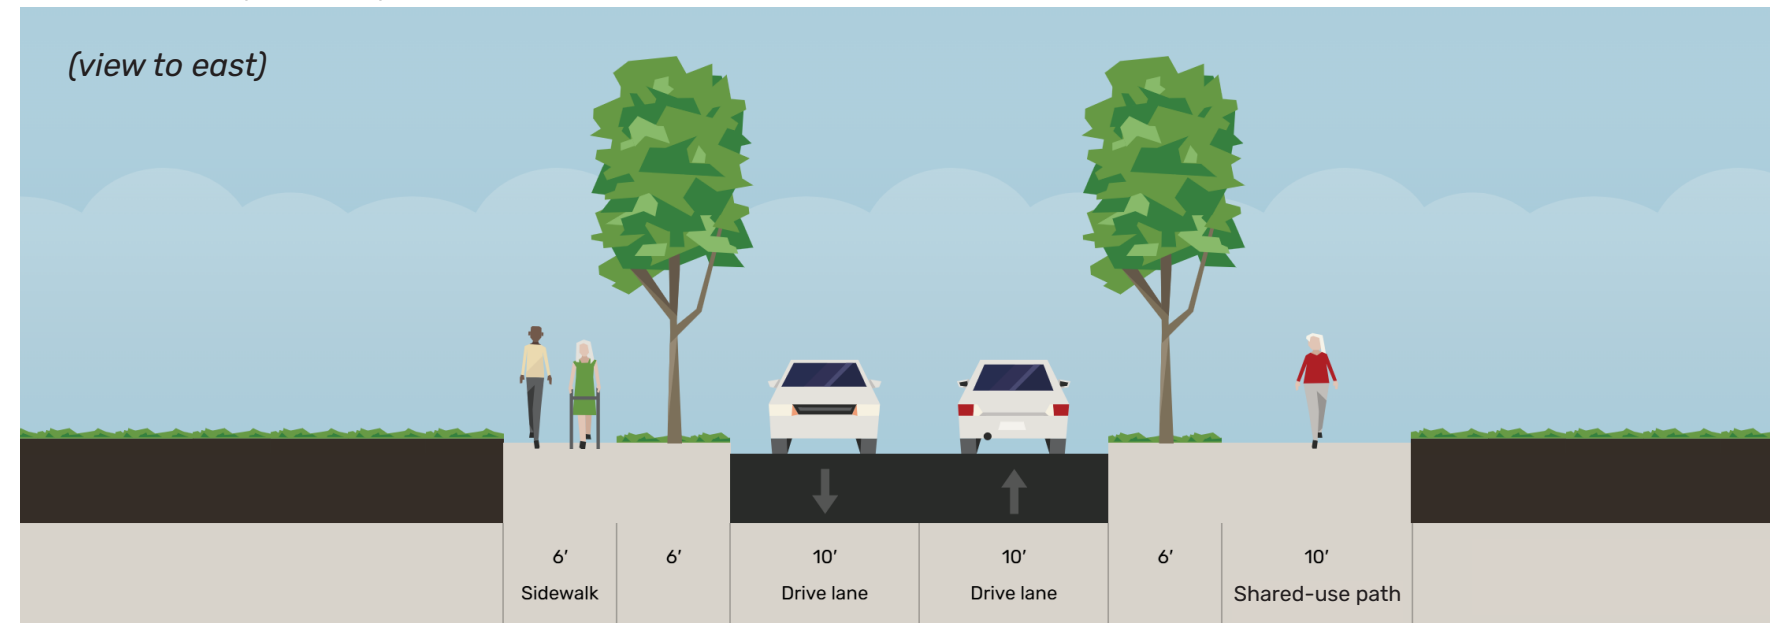 (view to east)
6' 6' 10' 10' 6' 10'
Sidewalk Drive lane Drive lane Shared-use path